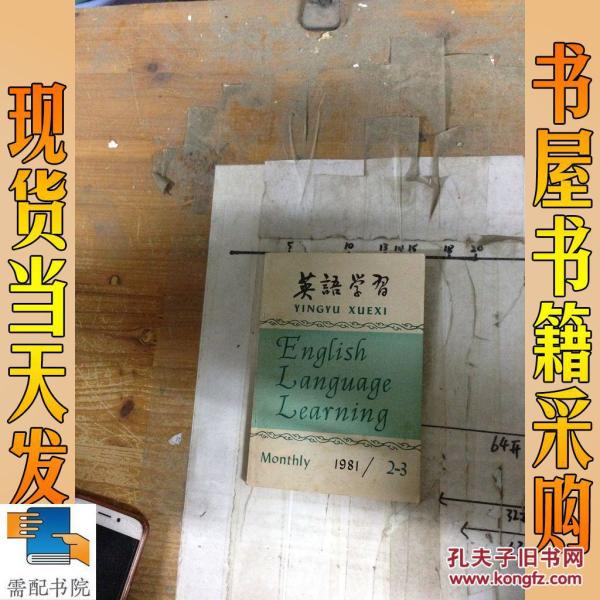 现货当天发
书屋书籍采购
5 10 13 14 15 18 20
英語学習
YINGYU XUEXI
English
Language
Learning
Monthly 1981/ 2-3
64开
32
需配书院
孔夫子旧书网
www.kongfz.com